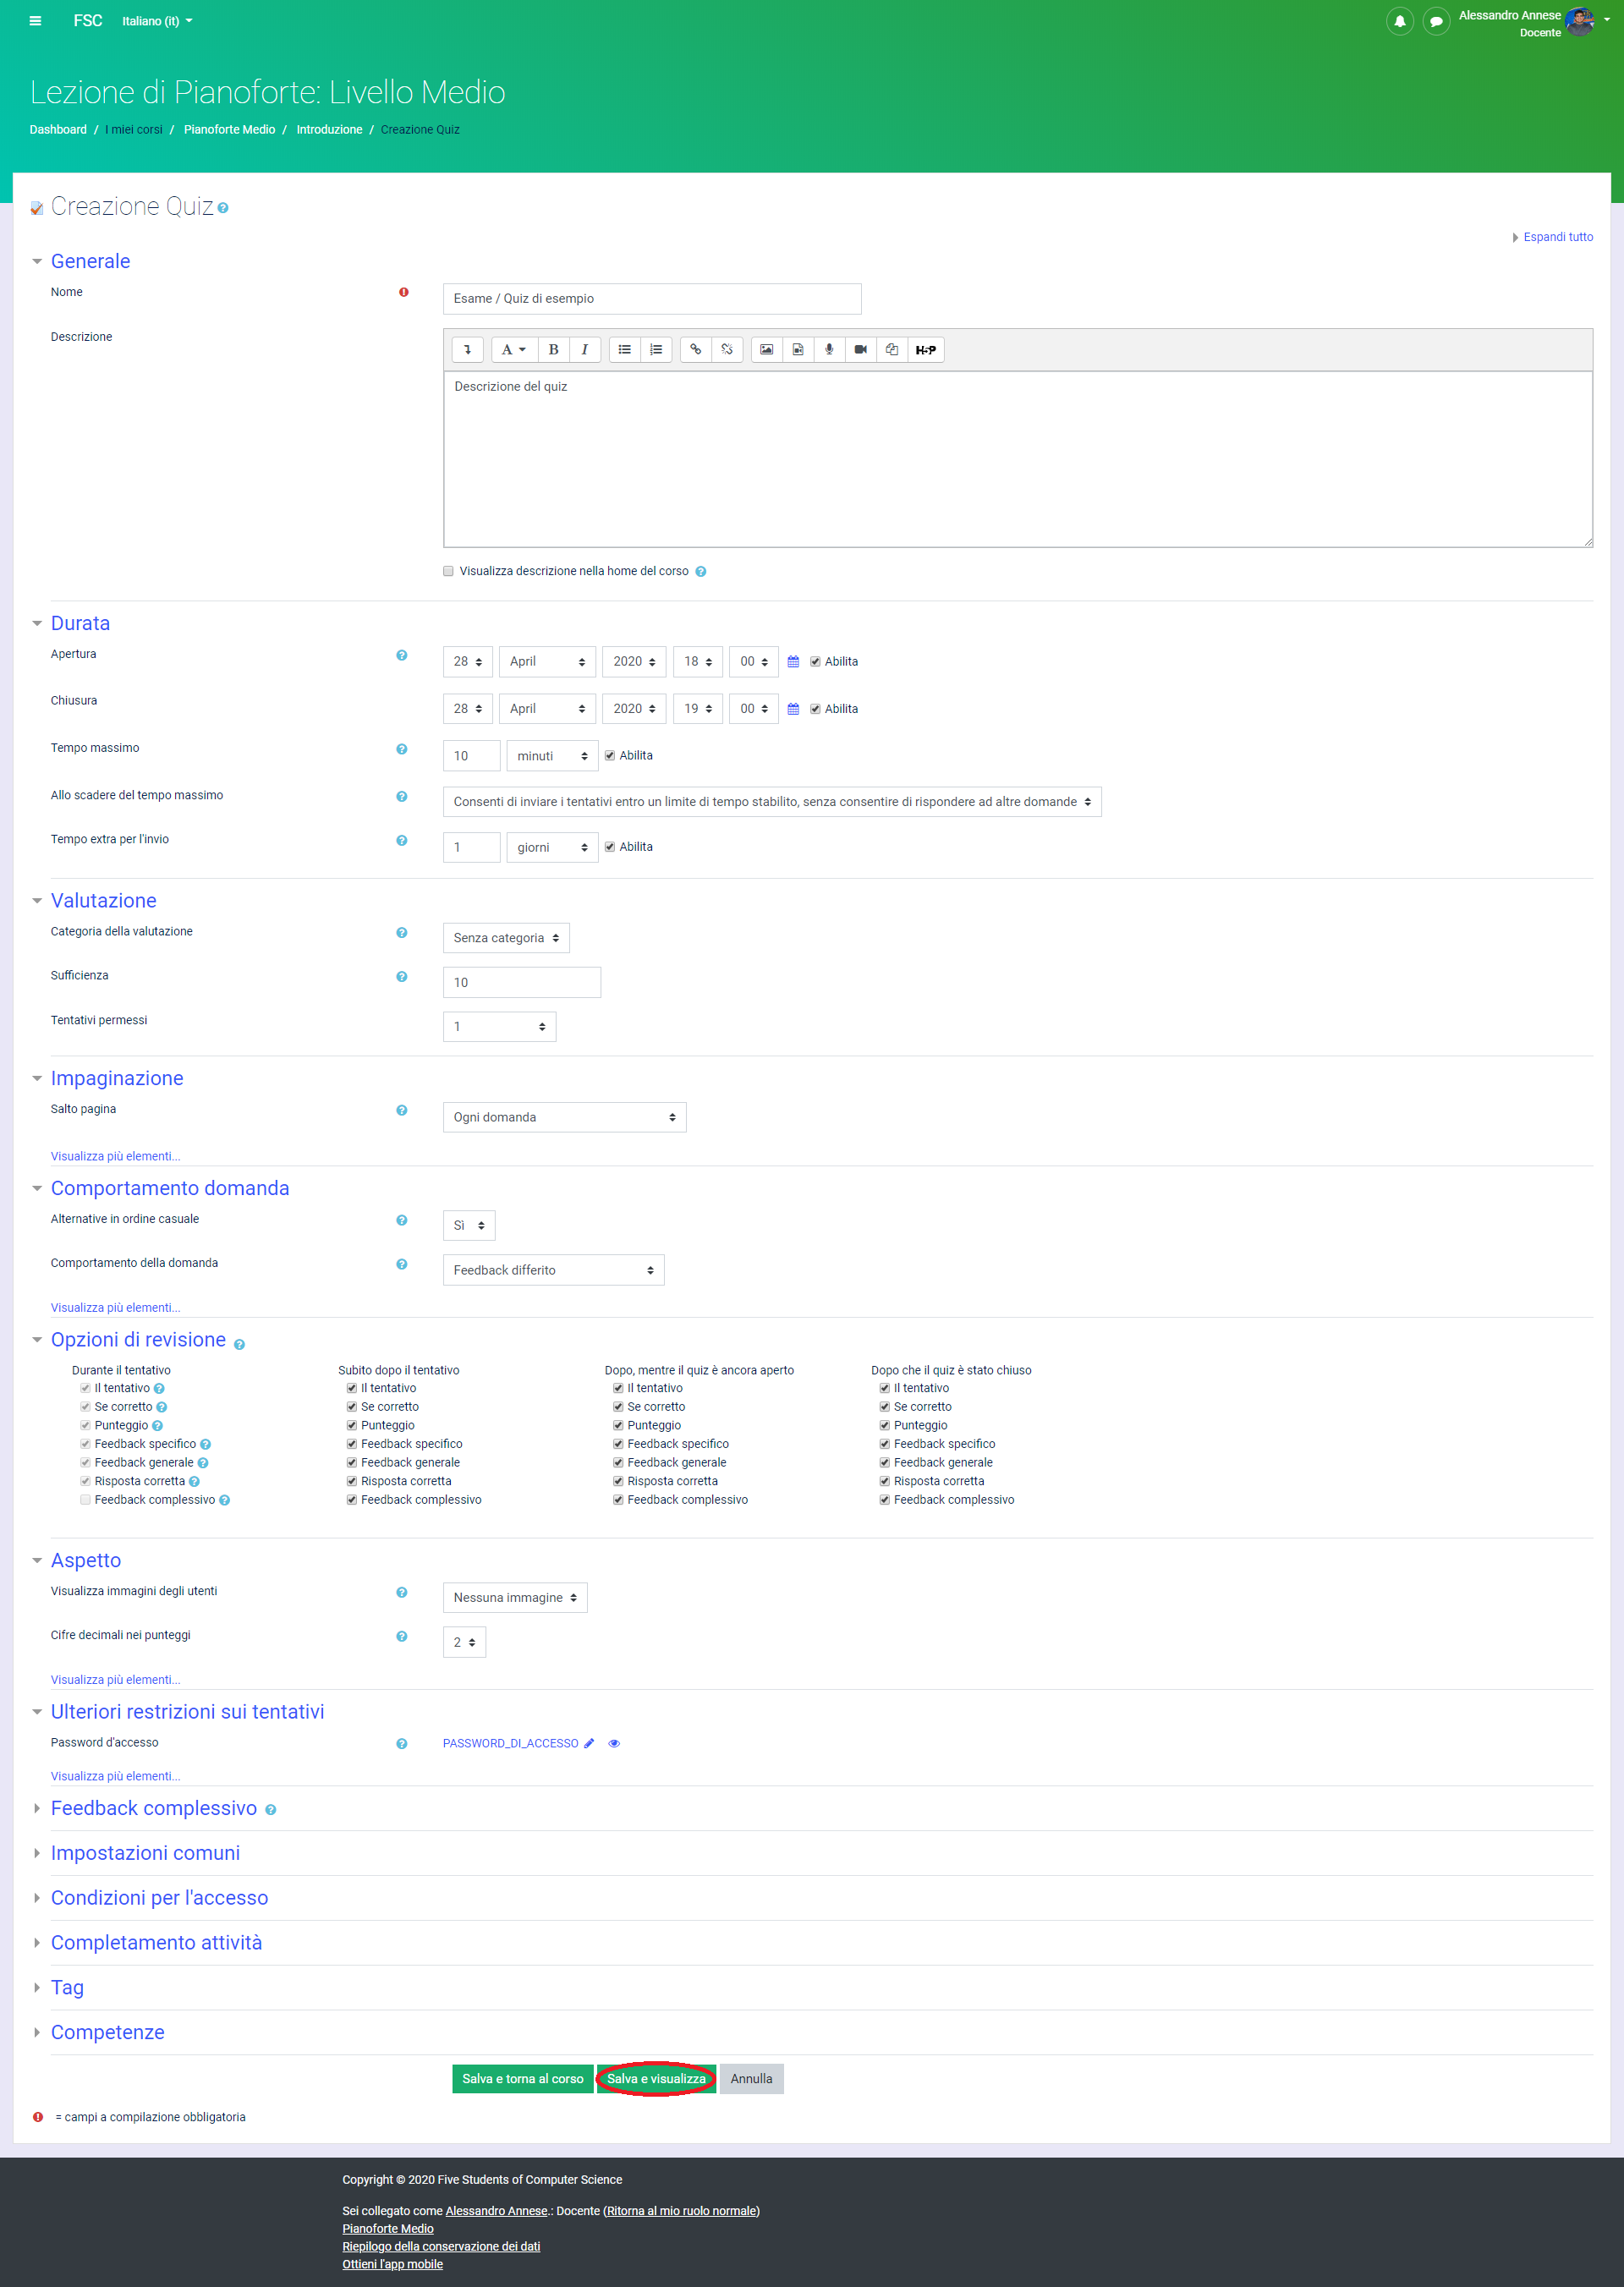 FSC Italiano (it)
Alessandro Annese
Docente
Lezione di Pianoforte: Livello Medio
Dashboard / I miei corsi / Pianoforte Medio / Introduzione / Creazione Quiz
Creazione Quiz
Espandi tutto
Generale
Nome
Esame / Quiz di esempio
Descrizione
A B I H-P
Descrizione del quiz
Visualizza descrizione nella home del corso
Durata
Apertura
28 April 2020 18 00 Abilita
Chiusura
28 April 2020 19 00 Abilita
Tempo massimo
10 minuti Abilita
Allo scadere del tempo massimo
Consenti di inviare i tentativi entro un limite di tempo stabilito, senza consentire di rispondere ad altre domande
Tempo extra per l'invio
1 giorni Abilita
Valutazione
Categoria della valutazione
Senza categoria
Sufficienza
10
Tentativi permessi
1
Impaginazione
Salto pagina
Ogni domanda
Visualizza più elementi...
Comportamento domanda
Alternative in ordine casuale
Sì
Comportamento della domanda
Feedback differito
Visualizza più elementi...
Opzioni di revisione
Durante il tentativo
Il tentativo
Se corretto
Punteggio
Feedback specifico
Feedback generale
Risposta corretta
Feedback complessivo
Subito dopo il tentativo
Il tentativo
Se corretto
Punteggio
Feedback specifico
Feedback generale
Risposta corretta
Feedback complessivo
Dopo, mentre il quiz è ancora aperto
Il tentativo
Se corretto
Punteggio
Feedback specifico
Feedback generale
Risposta corretta
Feedback complessivo
Dopo che il quiz è stato chiuso
Il tentativo
Se corretto
Punteggio
Feedback specifico
Feedback generale
Risposta corretta
Feedback complessivo
Aspetto
Visualizza immagini degli utenti
Nessuna immagine
Cifre decimali nei punteggi
2
Visualizza più elementi...
Ulteriori restrizioni sui tentativi
Password d'accesso
PASSWORD_DI_ACCESSO
Visualizza più elementi...
Feedback complessivo
Impostazioni comuni
Condizioni per l'accesso
Completamento attività
Tag
Competenze
Salva e torna al corso Salva e visualizza Annulla
= campi a compilazione obbligatoria
Copyright © 2020 Five Students of Computer Science
Sei collegato come Alessandro Annese.: Docente (Ritorna al mio ruolo normale)
Pianoforte Medio
Riepilogo della conservazione dei dati
Ottieni l'app mobile